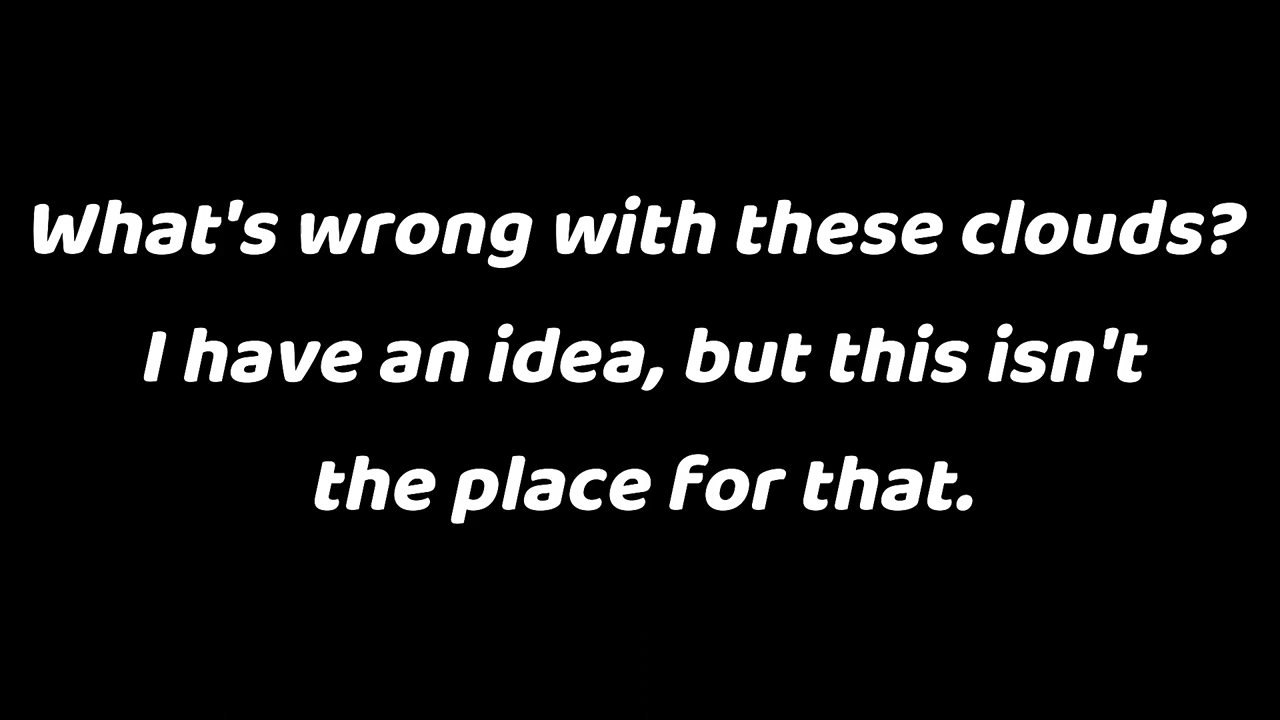 What's wrong with these clouds?
I have an idea, but this isn't
the place for that.